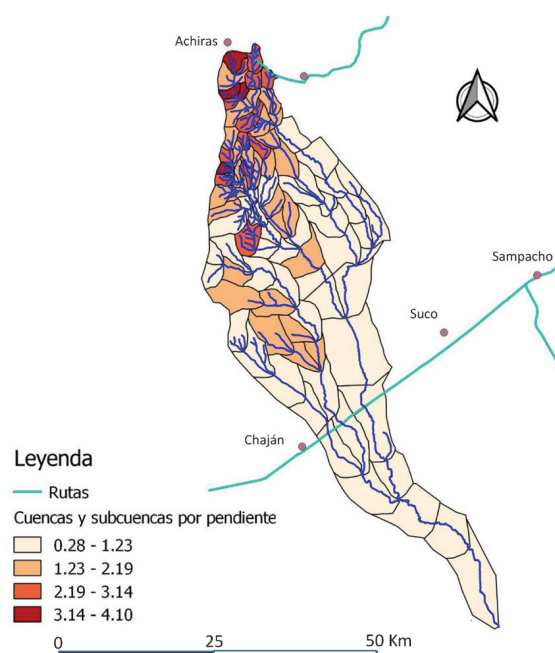 Achiras
Sampacho
Suco
Chaján
Leyenda
Rutas
Cuencas y subcuencas por pendiente
0.28 - 1.23
1.23 - 2.19
2.19 - 3.14
3.14 - 4.10
0 25 50 Km